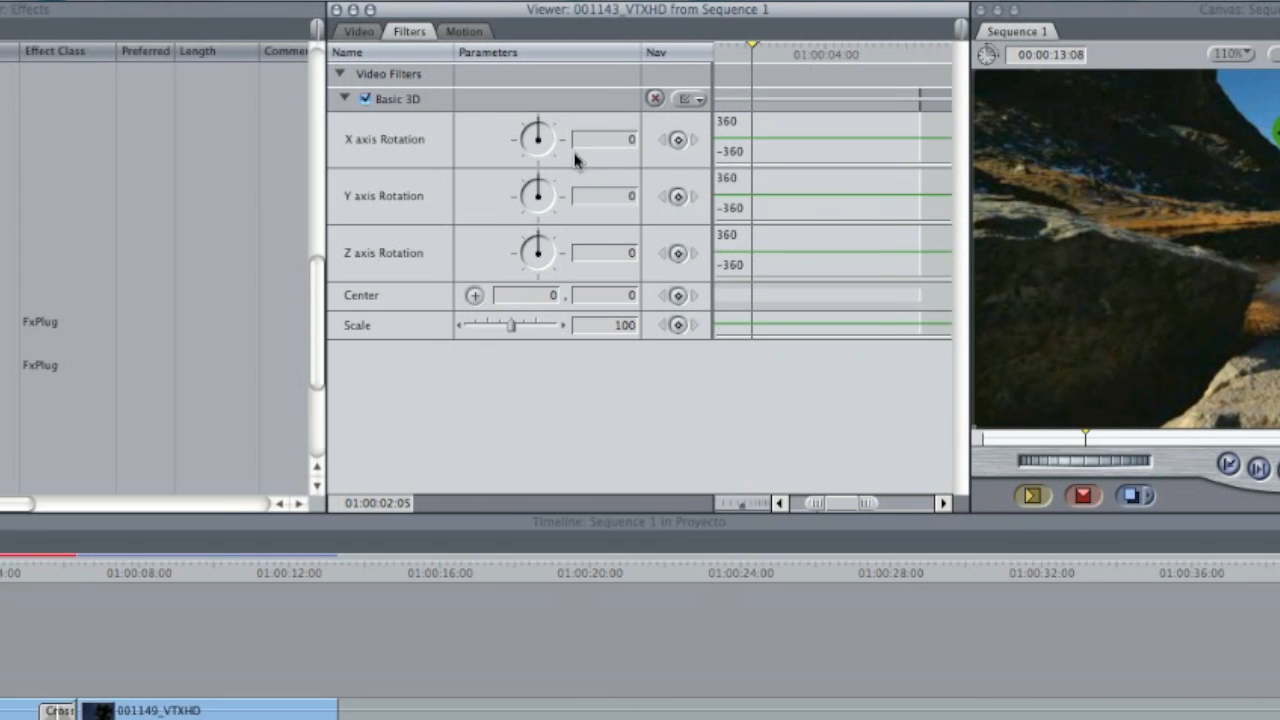 r: Effects
Viewer: 001143_VTXHD from Sequence 1
Canvas: Sequ
Video Filters Motion
Sequence 1
Effect Class Preferred Length Commen
Name Parameters Nav
01:00:04:00
00:00:13:08
110%
Video Filters
Basic 3D
X axis Rotation 0 360
-360
Y axis Rotation 0 360
-360
Z axis Rotation 0 360
-360
Center 0 , 0
Scale 100
FxPlug
FxPlug
01:00:02:05
Timeline: Sequence 1 in Proyecto
4:00 01:00:08:00 01:00:12:00 01:00:16:00 01:00:20:00 01:00:24:00 01:00:28:00 01:00:32:00 01:00:36:00
Cross 001149_VTXHD